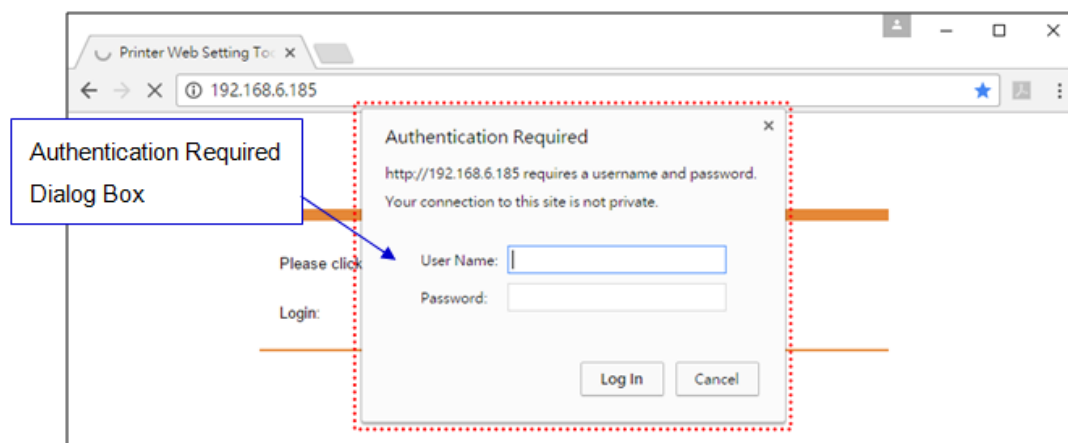 Printer Web Setting To
192.168.6.185
Authentication Required
Dialog Box
Authentication Required
http://192.168.6.185 requires a username and password.
Your connection to this site is not private.
User Name:
Password:
Log In
Cancel
Please click
Login: